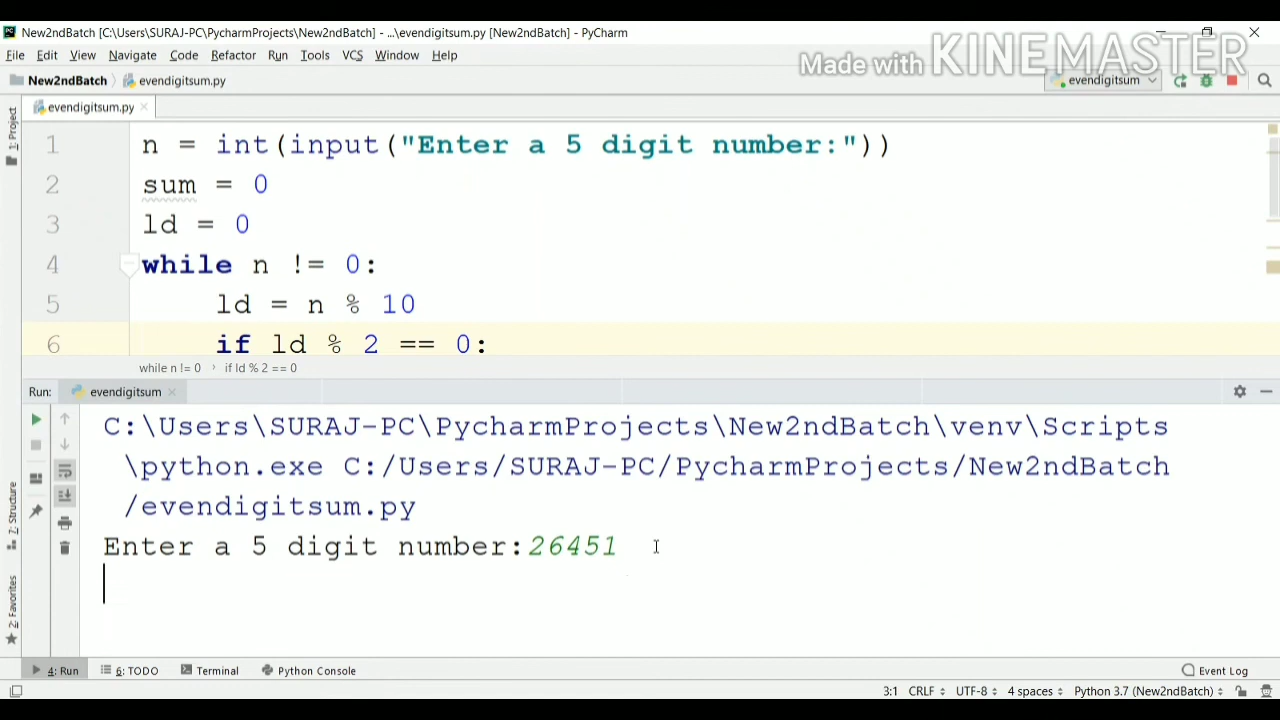 New2ndBatch [C:\Users\SURAJ-PC\PycharmProjects\New2ndBatch] - ...\evendigitsum.py [New2ndBatch] - PyCharm
File Edit View Navigate Code Refactor Run Tools VCS Window Help
Made with KINEMASTER
New2ndBatch evendigitsum.py evendigitsum
evendigitsum.py
1: Project
1 n = int(input("Enter a 5 digit number:"))
2 sum = 0
3 ld = 0
4 while n != 0:
5 ld = n % 10
6 if ld % 2 == 0:
while n != 0 › if ld % 2 == 0
Run: evendigitsum
C:\Users\SURAJ-PC\PycharmProjects\New2ndBatch\venv\Scripts
\python.exe C:/Users/SURAJ-PC/PycharmProjects/New2ndBatch
/evendigitsum.py
Enter a 5 digit number:26451
7: Structure
2: Favorites
4: Run 6: TODO Terminal Python Console Event Log
3:1 CRLF UTF-8 4 spaces Python 3.7 (New2ndBatch)